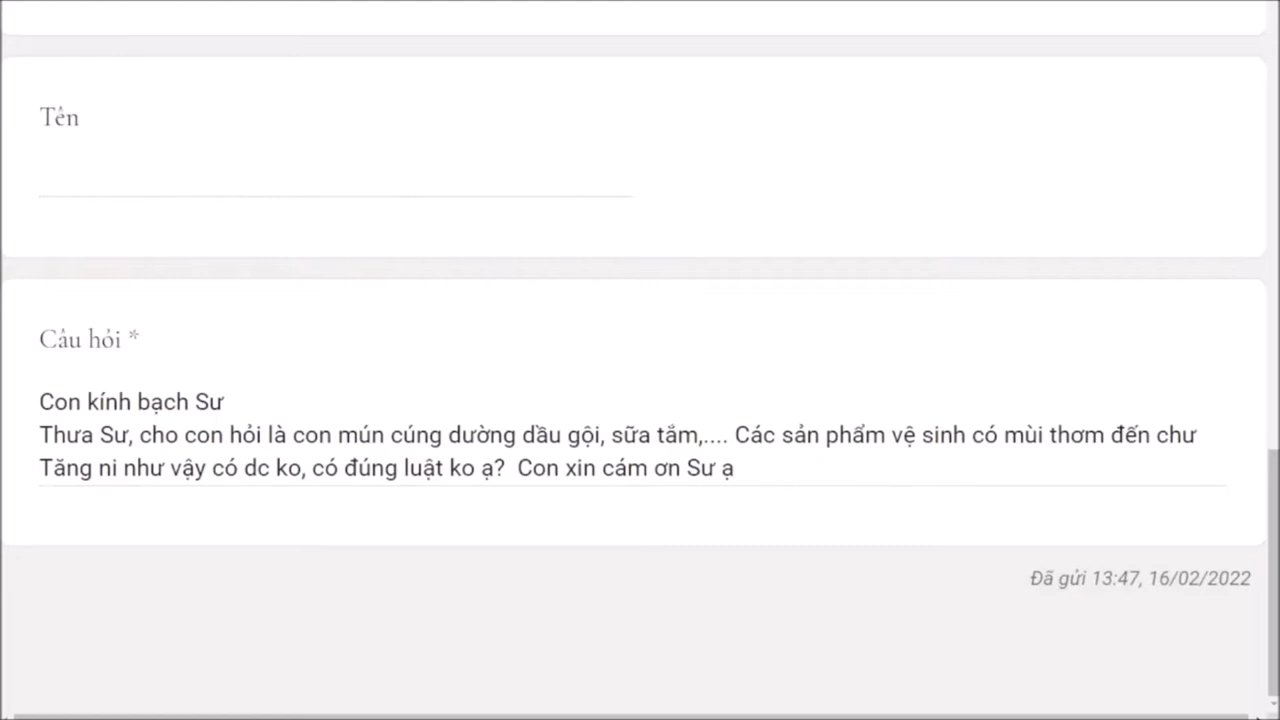 Tên
Câu hỏi *
Con kính bạch Sư
Thưa Sư, cho con hỏi là con mún cúng dường dầu gội, sữa tắm,.... Các sản phẩm vệ sinh có mùi thơm đến chư
Tăng ni như vậy có dc ko, có đúng luật ko ạ?  Con xin cám ơn Sư ạ
Đã gửi 13:47, 16/02/2022